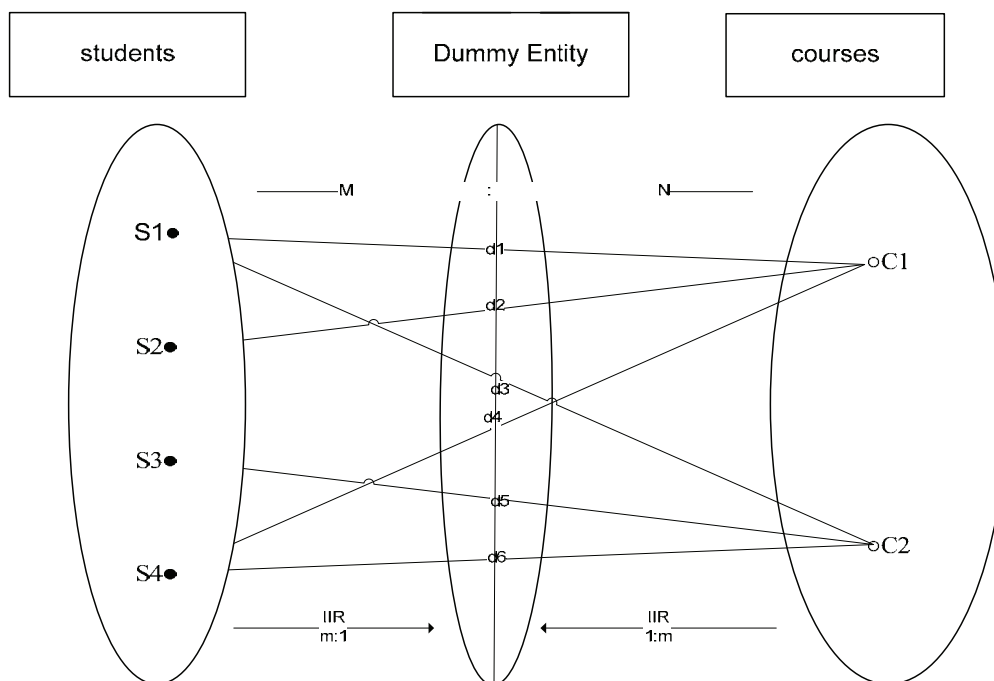 students
Dummy Entity
courses
M : N
S1
S2
S3
S4
d1
d2
d3
d4
d5
d6
C1
C2
IIR
m:1
IIR
1:m